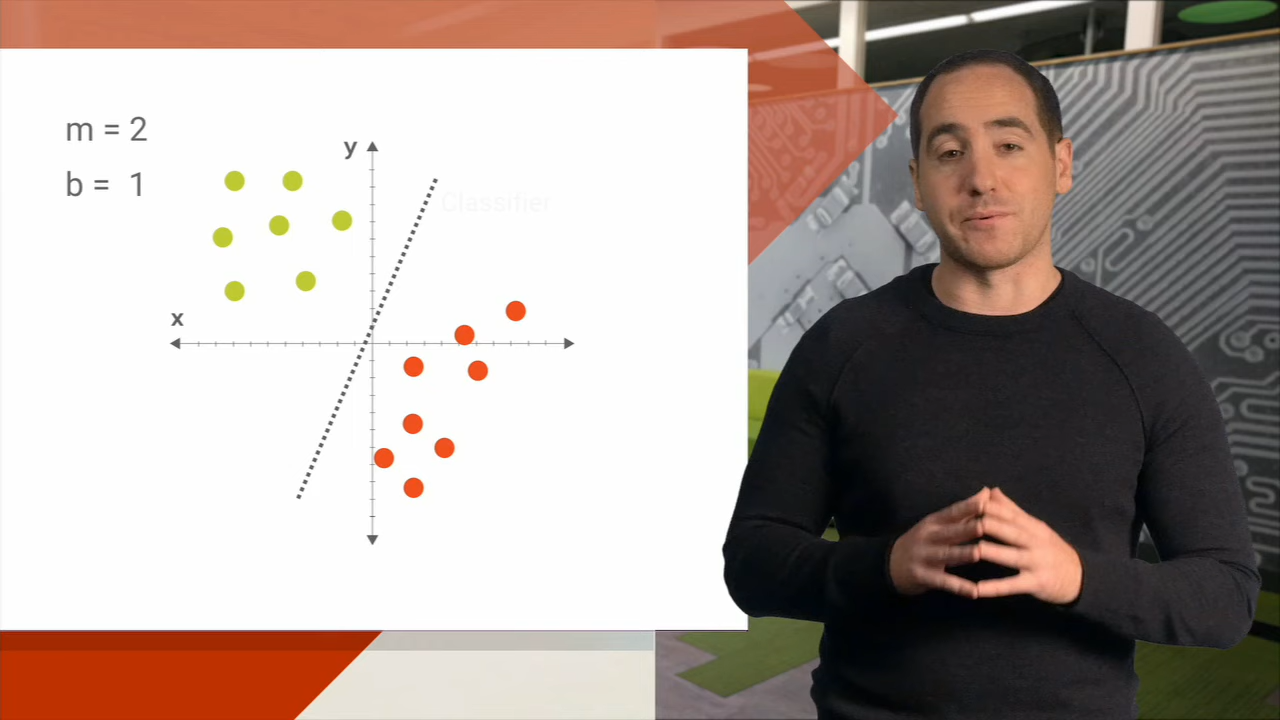 m = 2
b = 1
y
Classifier
x